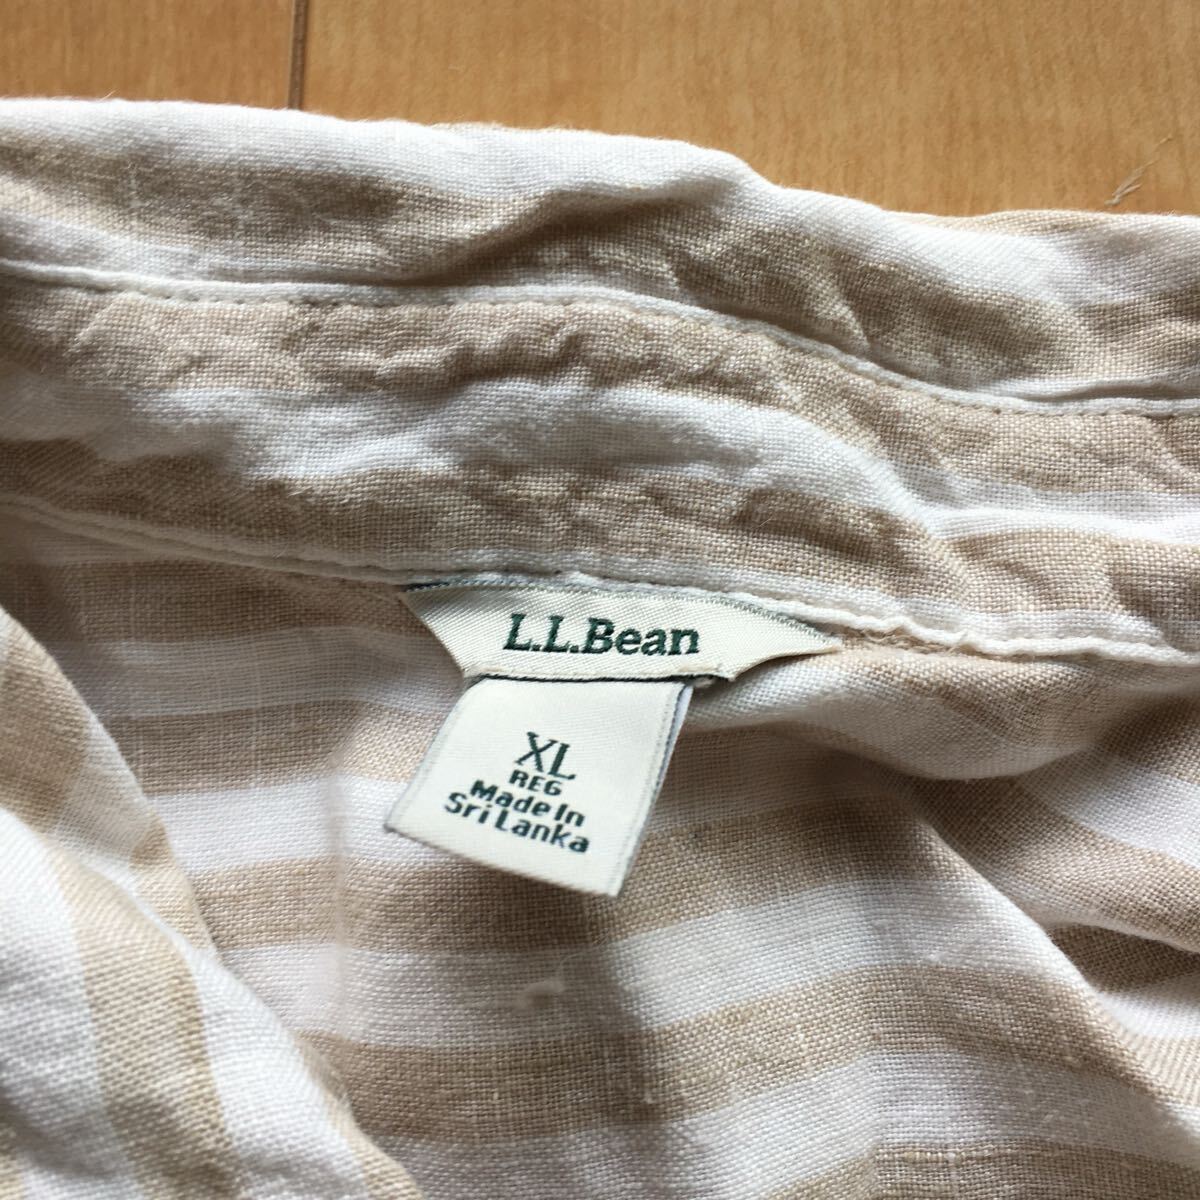 L.L.Bean
XL
REG
Made In
Sri Lanka